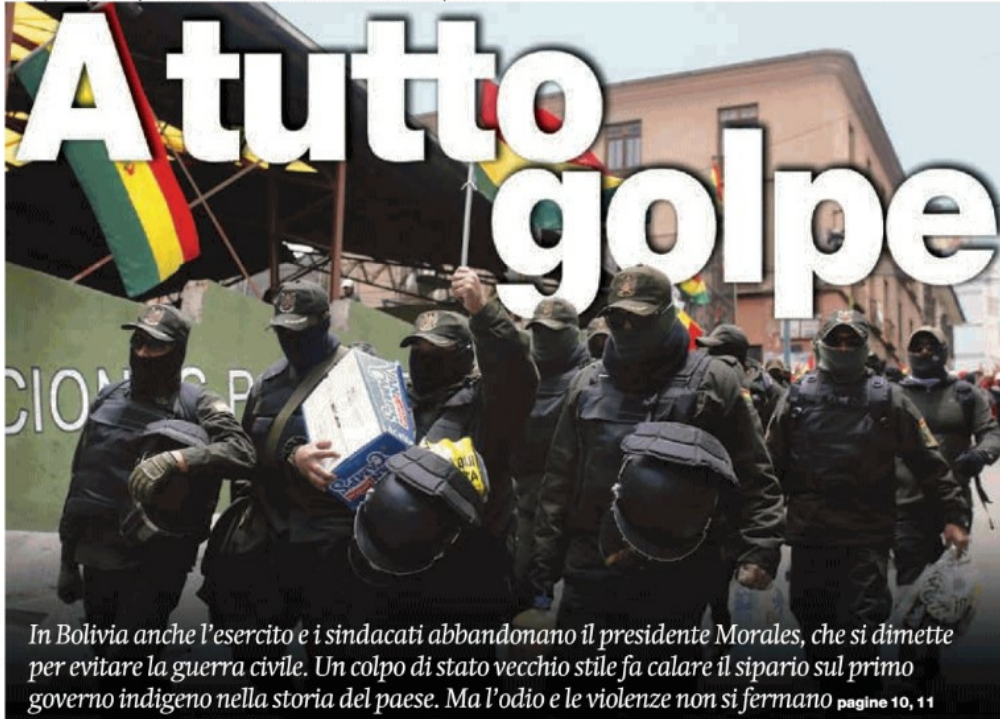 A tutto
golpe
In Bolivia anche l'esercito e i sindacati abbandonano il presidente Morales, che si dimette
per evitare la guerra civile. Un colpo di stato vecchio stile fa calare il sipario sul primo
governo indigeno nella storia del paese. Ma l'odio e le violenze non si fermano pagine 10, 11